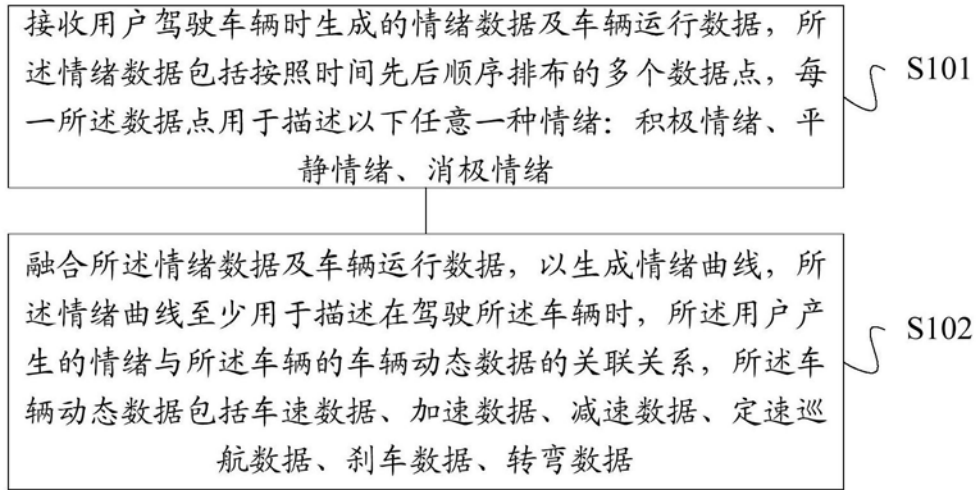 接收用户驾驶车辆时生成的情绪数据及车辆运行数据，所
述情绪数据包括按照时间先后顺序排布的多个数据点，每
一所述数据点用于描述以下任意一种情绪：积极情绪、平
静情绪、消极情绪
S101
融合所述情绪数据及车辆运行数据，以生成情绪曲线，所
述情绪曲线至少用于描述在驾驶所述车辆时，所述用户产
生的情绪与所述车辆的车辆动态数据的关联关系，所述车
辆动态数据包括车速数据、加速数据、减速数据、定速巡
航数据、刹车数据、转弯数据
S102